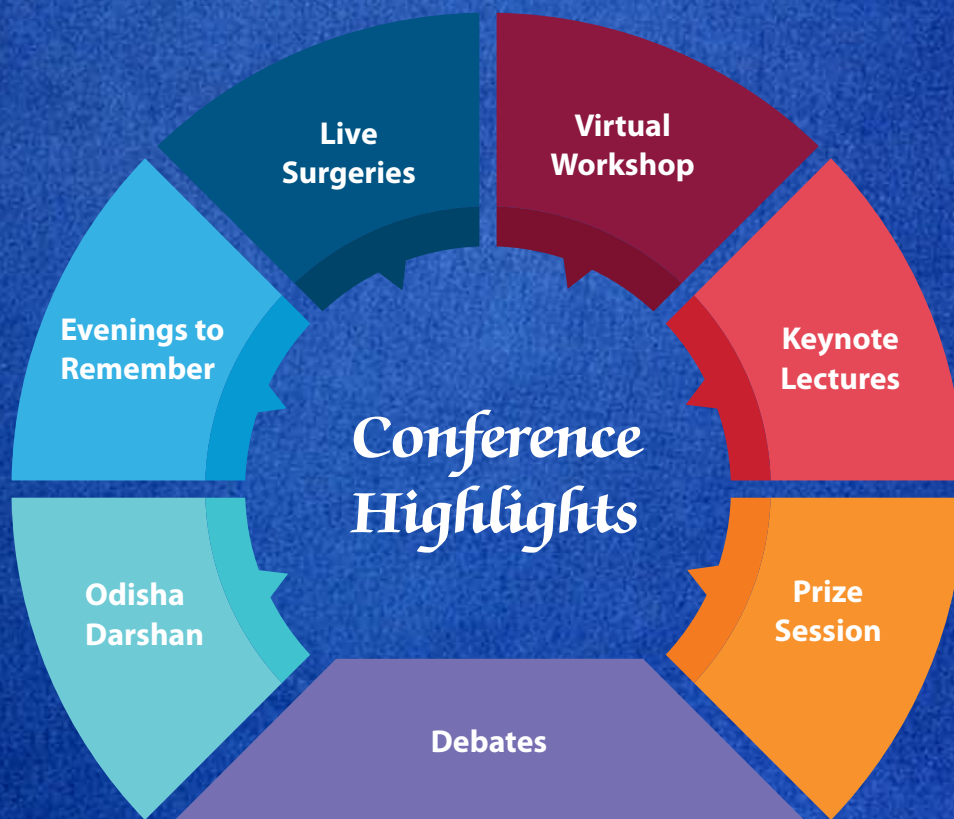 Live
Surgeries
Virtual
Workshop
Evenings to
Remember
Keynote
Lectures
Conference
Highlights
Odisha
Darshan
Prize
Session
Debates